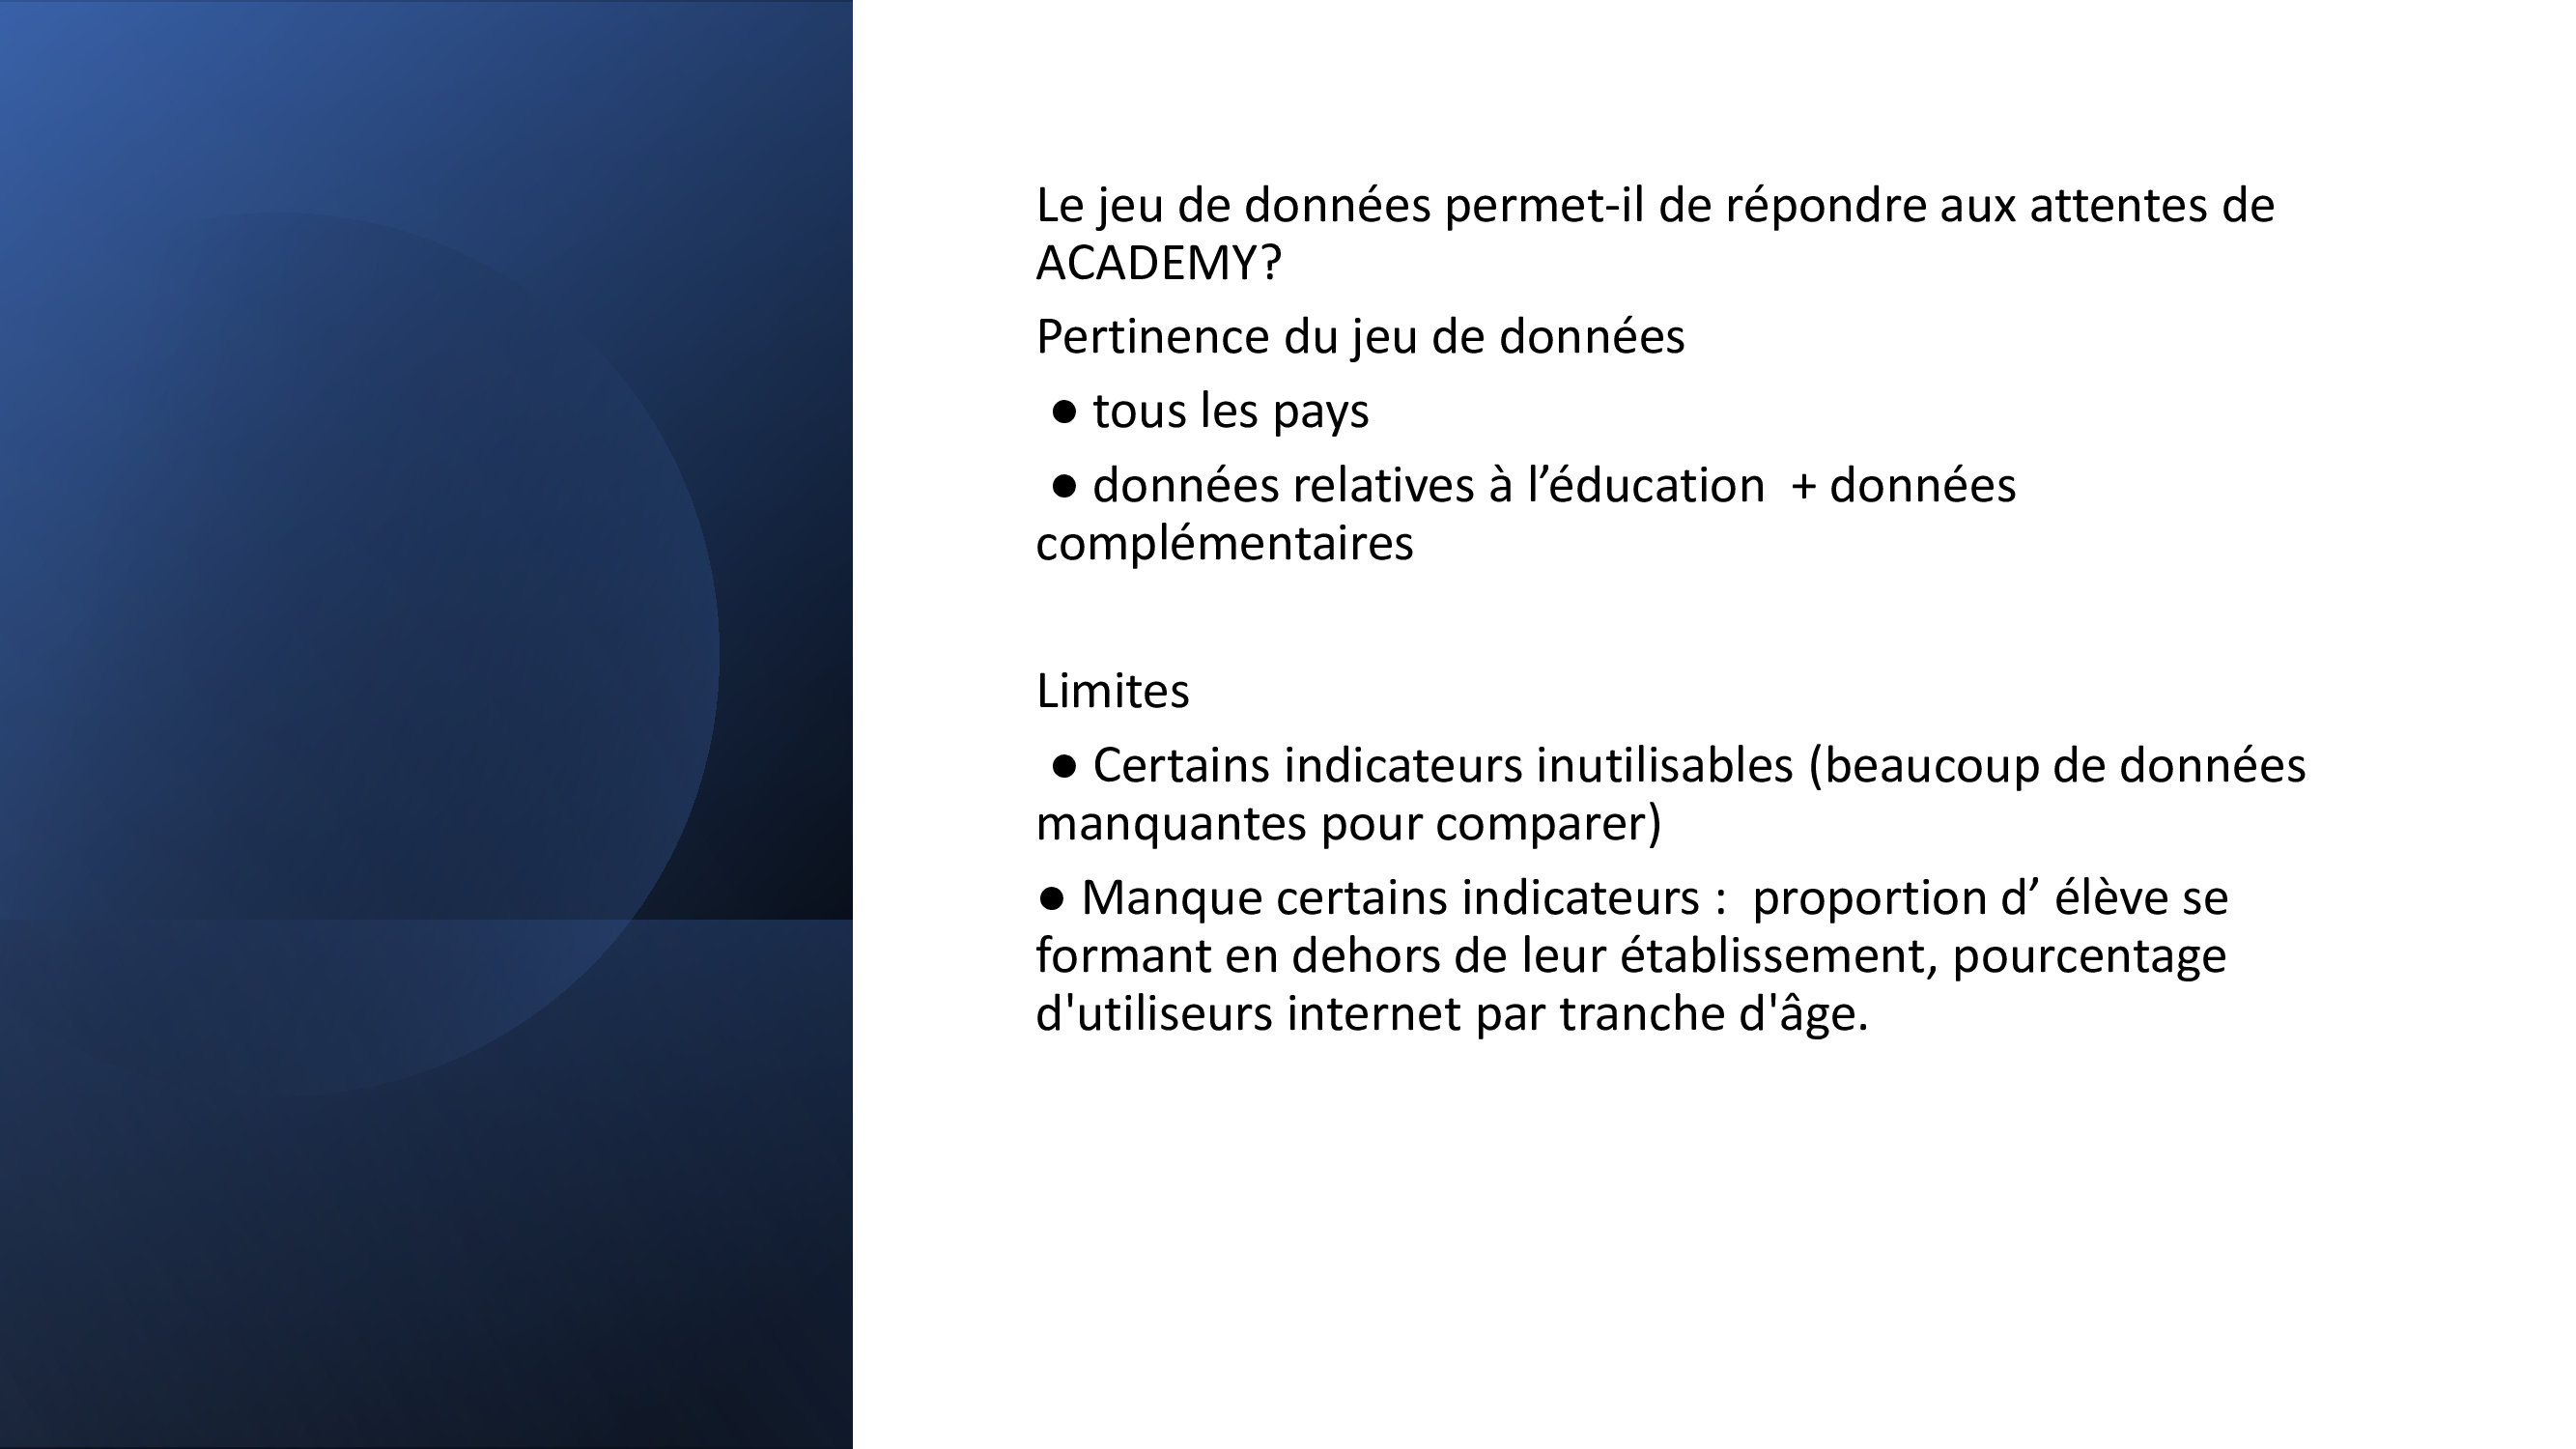 Le jeu de données permet-il de répondre aux attentes de
ACADEMY?
Pertinence du jeu de données
● tous les pays
● données relatives à l’éducation  + données
complémentaires
Limites
● Certains indicateurs inutilisables (beaucoup de données
manquantes pour comparer)
● Manque certains indicateurs :  proportion d’ élève se
formant en dehors de leur établissement, pourcentage
d'utiliseurs internet par tranche d'âge.